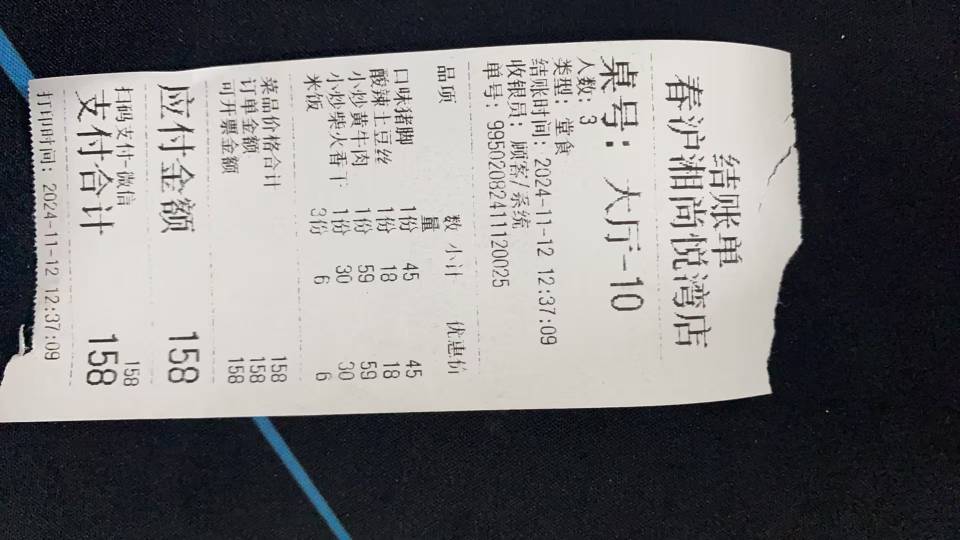 结账单
春沪湘尚悦湾店
桌号: 大厅-10
人数: 3
类型: 堂食
结账时间: 2024-11-12 12:37:09
收银员: 顾客/系统
单号: 9950208241120025
品项 数量 小计 优惠价
口味猪脚 1份 45 45
酸辣土豆丝 1份 18 18
小炒黄牛肉 1份 59 59
小炒柴火香干 1份 30 30
米饭 3份 6 6
菜品价格合计 158
订单金额 158
可开票金额 158
应付金额 158
扫码支付-微信 158
支付合计 158
打印时间: 2024-11-12 12:37:09